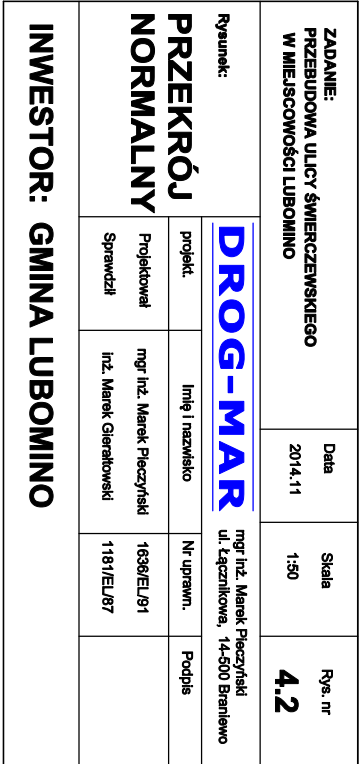 ZADANIE:
PRZEBUDOWA ULICY ŚWIERCZEWSKIEGO
W MIEJSCOWOŚCI LUBOMINO
Data
2014.11
Skala
1:50
Rys. nr
4.2
Rysunek:
PRZEKRÓJ
NORMALNY
DROG-MAR
mgr inż. Marek Pieczyński
ul. Łącznikowa, 14-500 Braniewo
projekt. Imię i nazwisko Nr uprawn. Podpis
Projektował mgr inż. Marek Pieczyński 1636/EL/91
Sprawdził inż. Marek Gierałtowski 1181/EL/87
INWESTOR: GMINA LUBOMINO